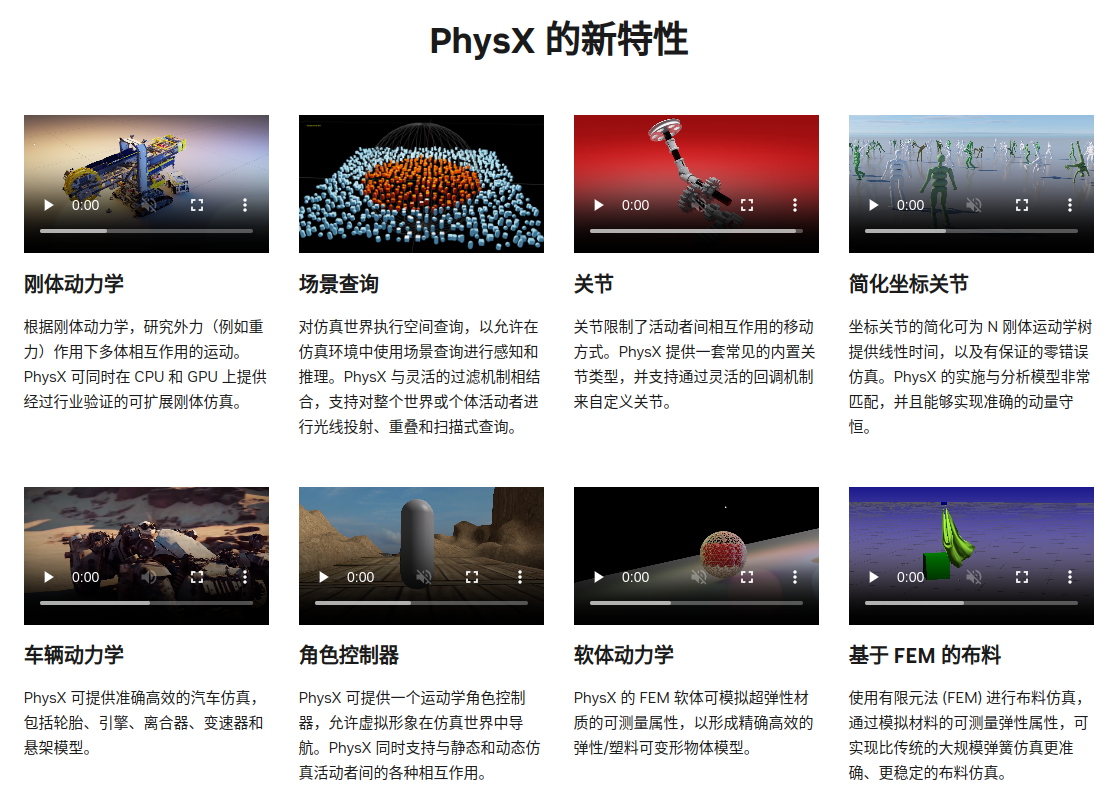 PhysX 的新特性
0:00
0:00
0:00
刚体动力学
场景查询
关节
简化坐标关节
根据刚体动力学，研究外力（例如重
力）作用下多体相互作用的运动。
PhysX 可同时在 CPU 和 GPU 上提供
经过行业验证的可扩展刚体仿真。
对仿真世界执行空间查询，以允许在
仿真环境中使用场景查询进行感知和
推理。PhysX 与灵活的过滤机制相结
合，支持对整个世界或个体活动者进
行光线投射、重叠和扫描式查询。
关节限制了活动者间相互作用的移动
方式。PhysX 提供一套常见的内置关
节类型，并支持通过灵活的回调机制
来自定义关节。
坐标关节的简化可为 N 刚体运动学树
提供线性时间，以及有保证的零错误
仿真。PhysX 的实施与分析模型非常
匹配，并且能够实现准确的动量守
恒。
0:00
0:00
0:00
0:00
车辆动力学
角色控制器
软体动力学
基于 FEM 的布料
PhysX 可提供准确高效的汽车仿真，
包括轮胎、引擎、离合器、变速器和
悬架模型。
PhysX 可提供一个运动学角色控制
器，允许虚拟形象在仿真世界中导
航。PhysX 同时支持与静态和动态仿
真活动者间的各种相互作用。
PhysX 的 FEM 软体可模拟超弹性材
质的可测量属性，以形成精确高效的
弹性/塑料可变形物体模型。
使用有限元法 (FEM) 进行布料仿真，
通过模拟材料的可测量弹性属性，可
实现比传统的大规模弹簧仿真更准
确、更稳定的布料仿真。